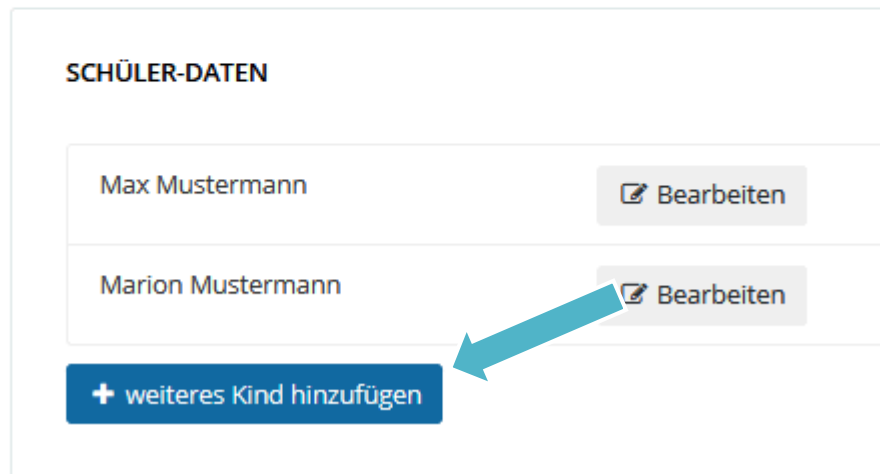 SCHÜLER-DATEN
Max Mustermann Bearbeiten
Marion Mustermann Bearbeiten
weiteres Kind hinzufügen